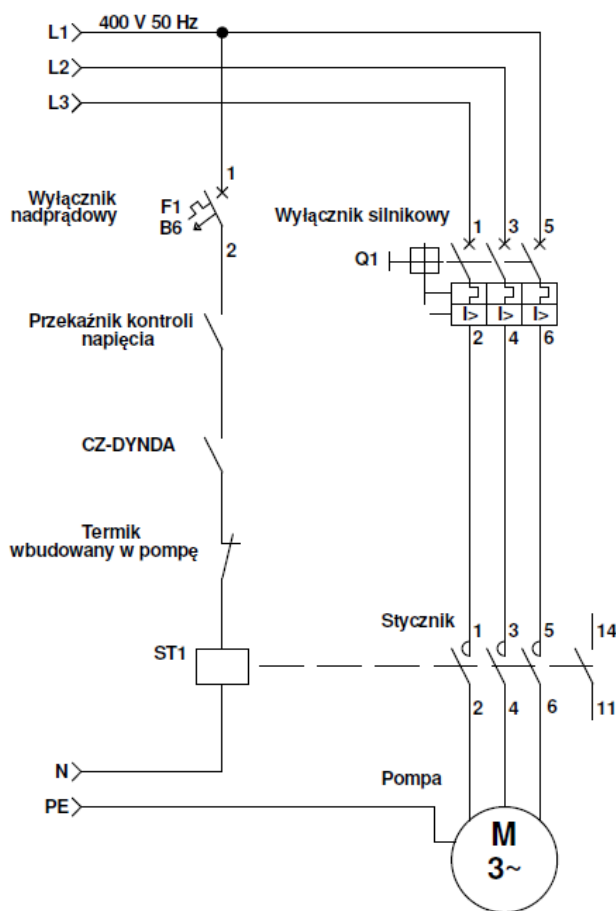 L1 400 V 50 Hz
L2
L3
1
Wyłącznik
nadprądowy
F1
B6
2
Wyłącznik silnikowy
1 3 5
Q1
I> I> I>
2 4 6
Przekaźnik kontroli
napięcia
CZ-DYNDA
Termik
wbudowany w pompę
ST1
Stycznik
1 3 5 14
2 4 6 11
N
PE
Pompa
M
3~